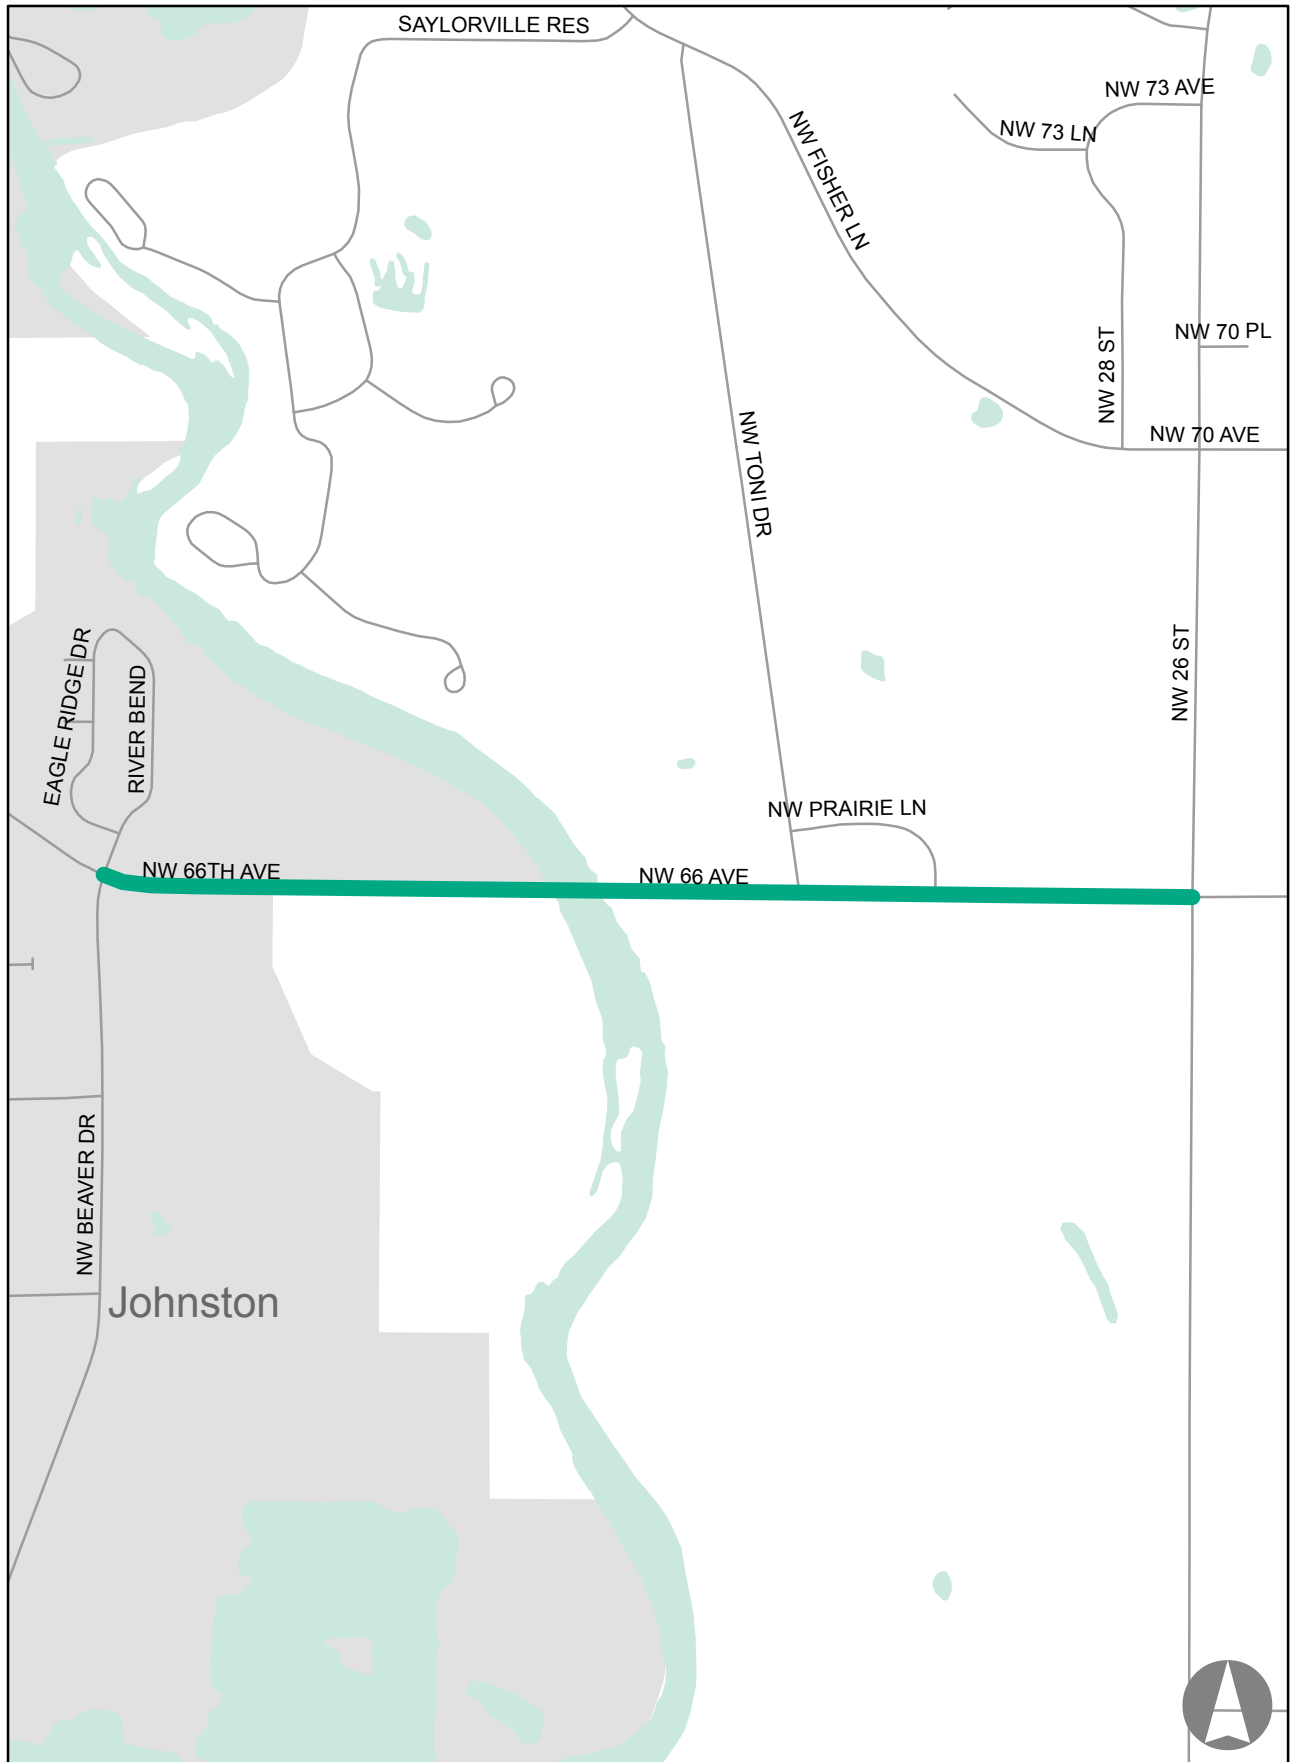 SAYLORVILLE RES
NW 73 AVE
NW 73 LN
NW FISHER LN
NW 70 PL
NW 28 ST
NW 70 AVE
NW TONI DR
NW 26 ST
EAGLE RIDGE DR
RIVER BEND
NW PRAIRIE LN
NW 66TH AVE
NW 66 AVE
NW BEAVER DR
Johnston